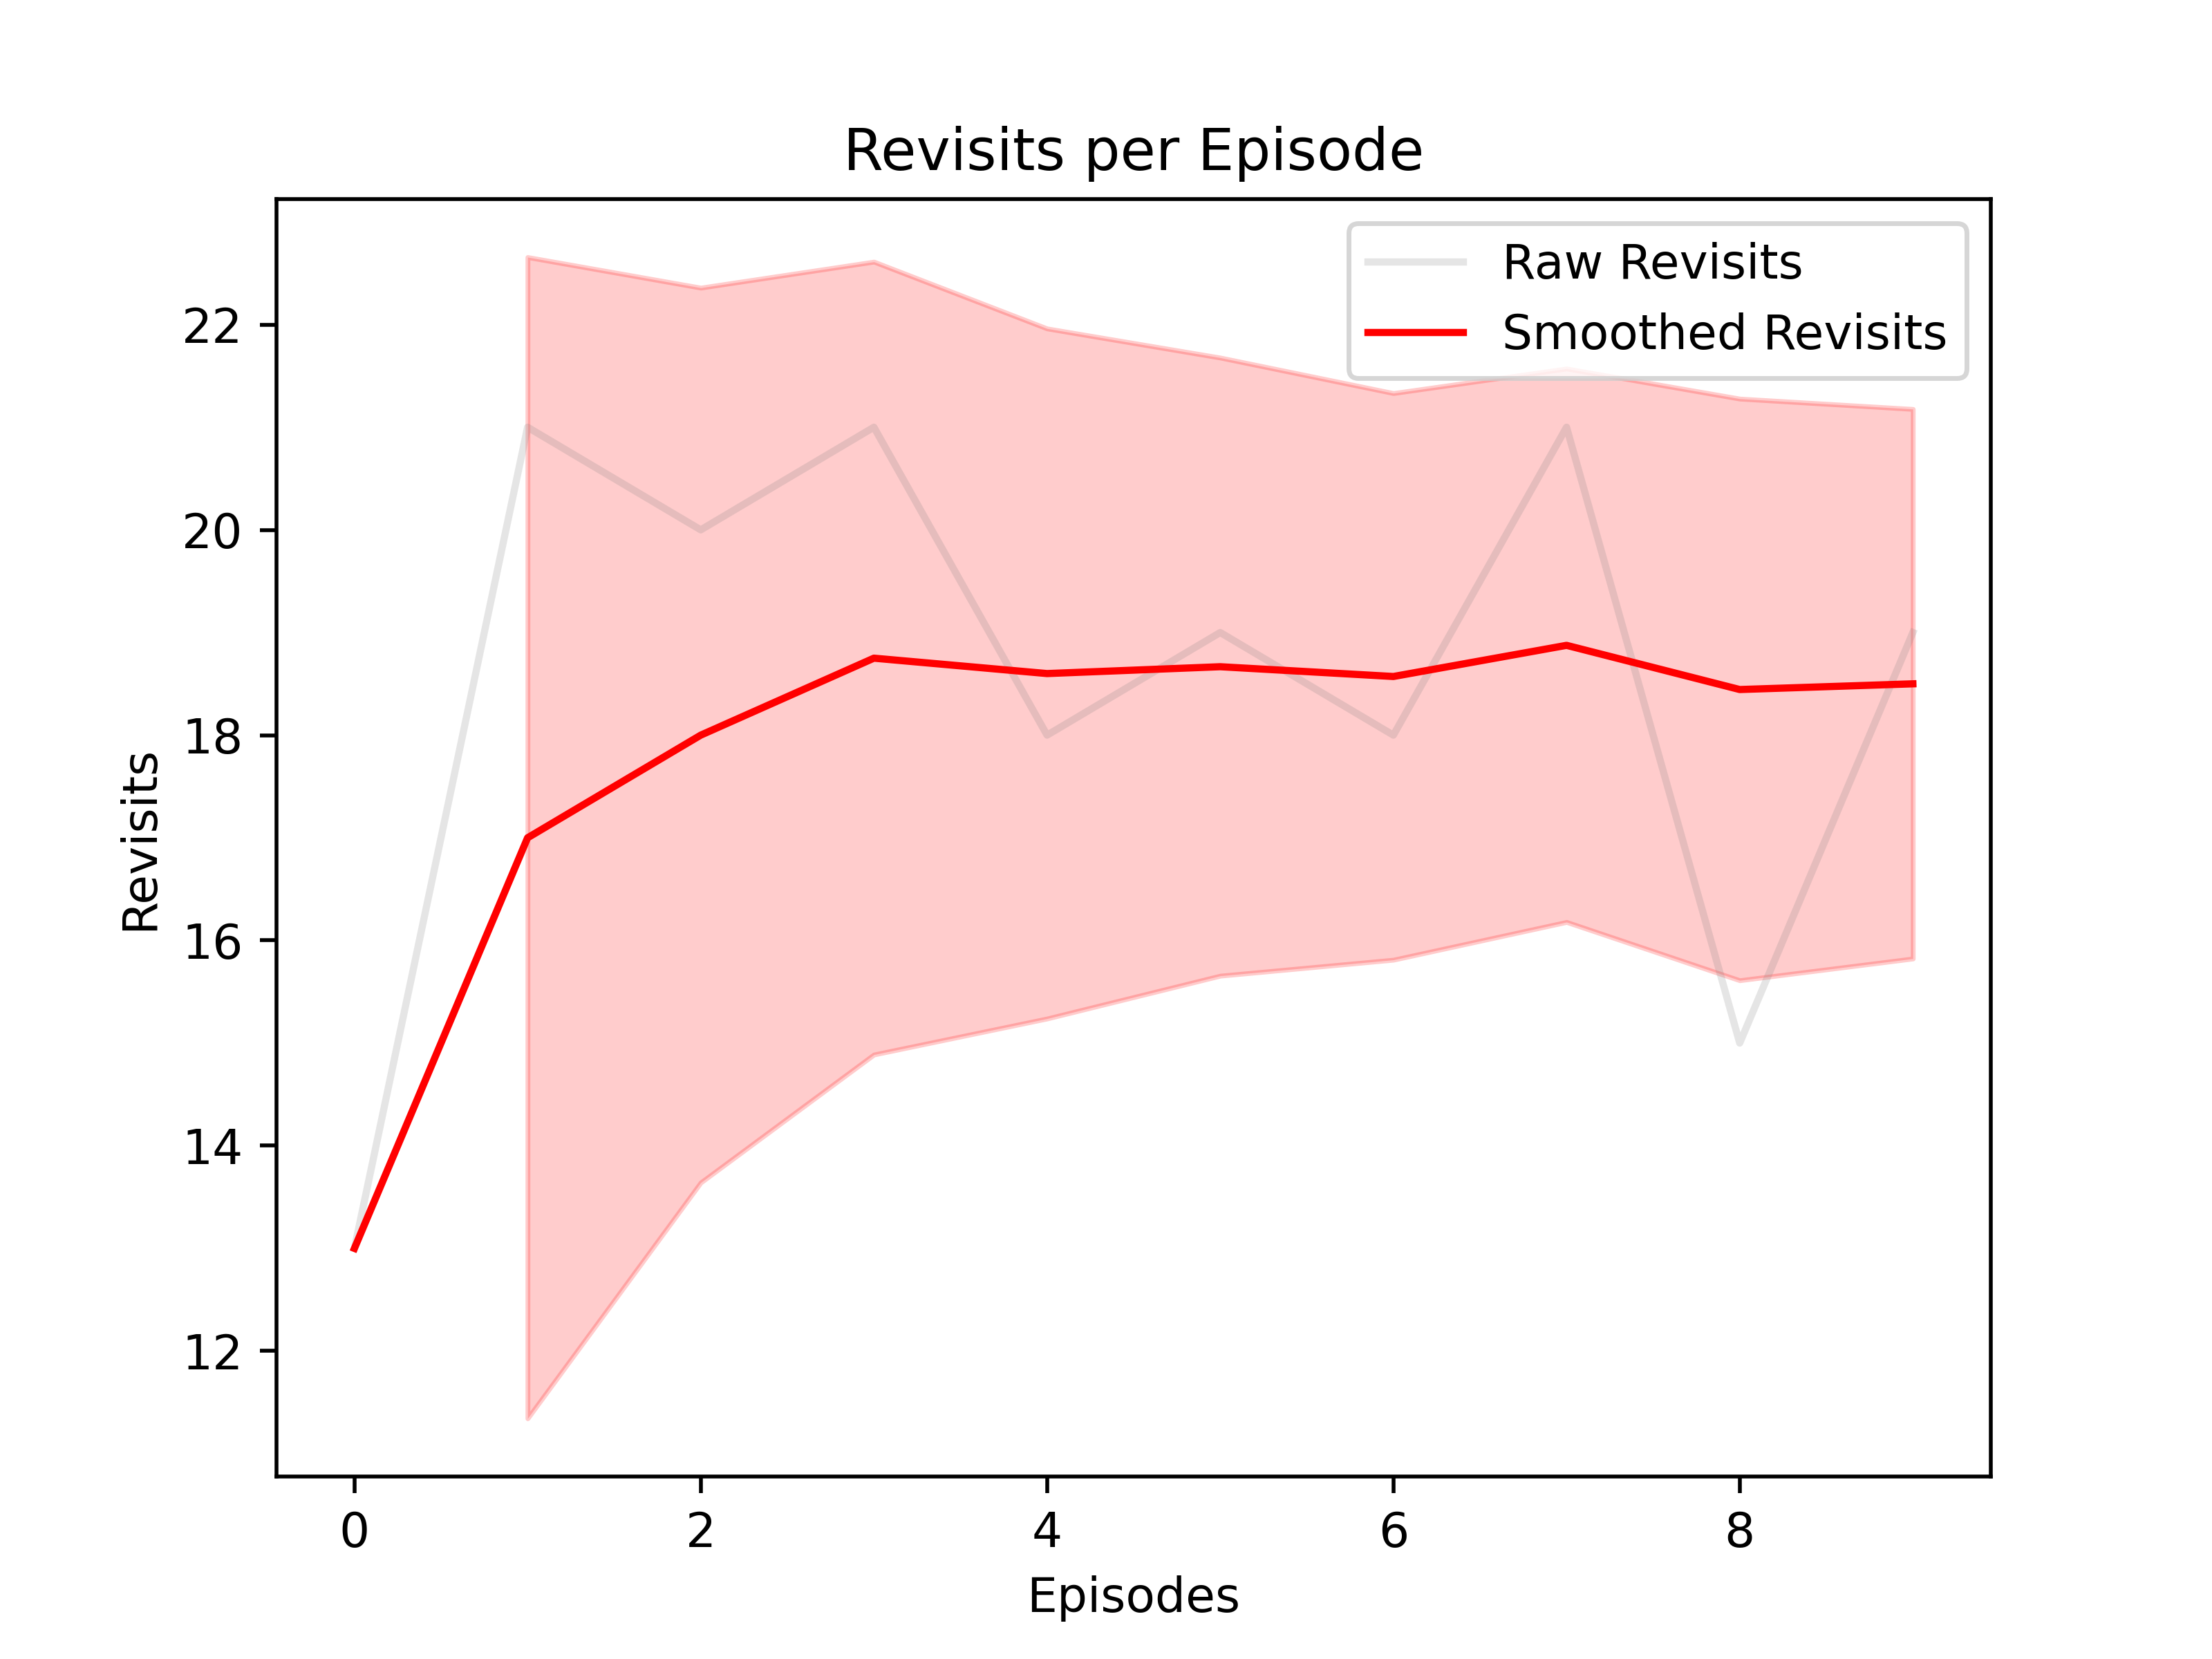 Revisits per Episode
Raw Revisits
Smoothed Revisits
22
20
18
16
14
12
Revisits
0 2 4 6 8
Episodes